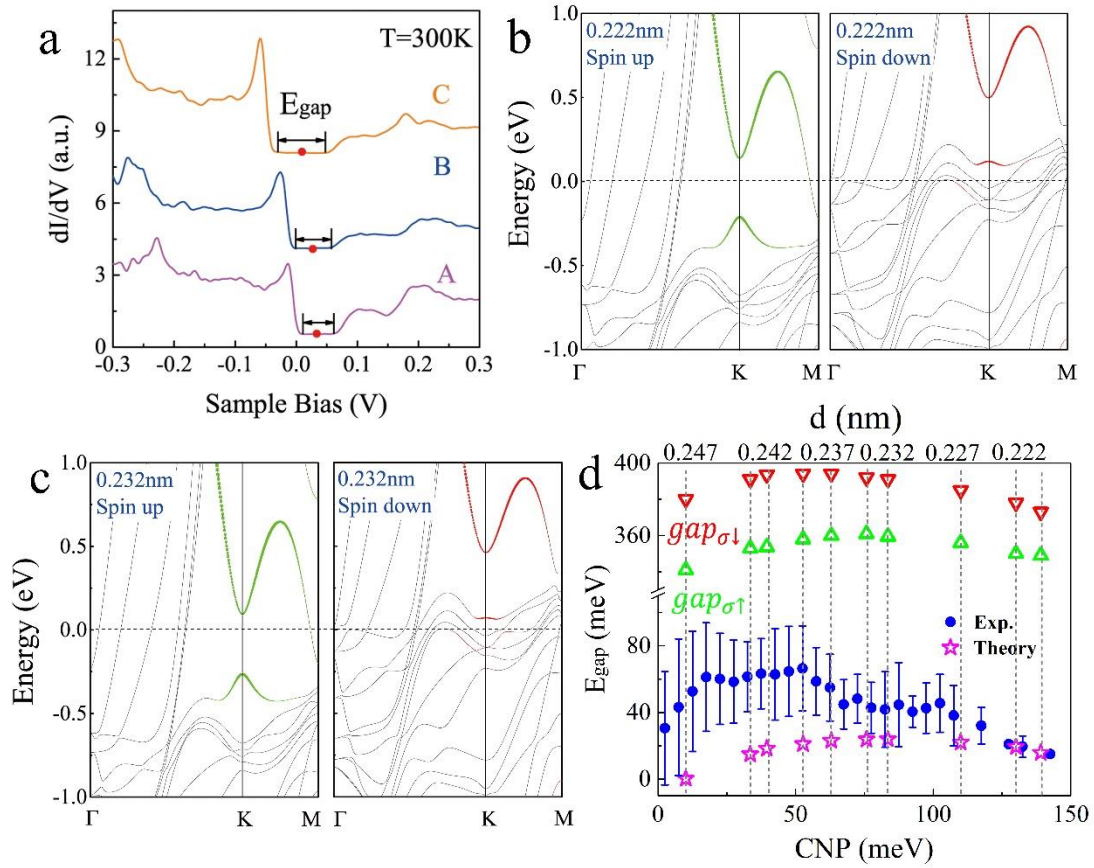 a
T=300K
12
9
6
3
0
dI/dV (a.u.)
C
Egap
B
A
-0.3 -0.2 -0.1 0.0 0.1 0.2 0.3
Sample Bias (V)
b
0.222nm
Spin up
0.222nm
Spin down
1.0
0.5
0.0
-0.5
-1.0
Energy (eV)
Γ K M Γ K M
c
0.232nm
Spin up
0.232nm
Spin down
1.0
0.5
0.0
-0.5
-1.0
Energy (eV)
Γ K M Γ K M
d (nm)
0.247 0.242 0.237 0.232 0.227 0.222
d
400
360
80
40
0
Egap (meV)
gapσ↓
gapσ↑
Exp.
Theory
0 50 100 150
CNP (meV)